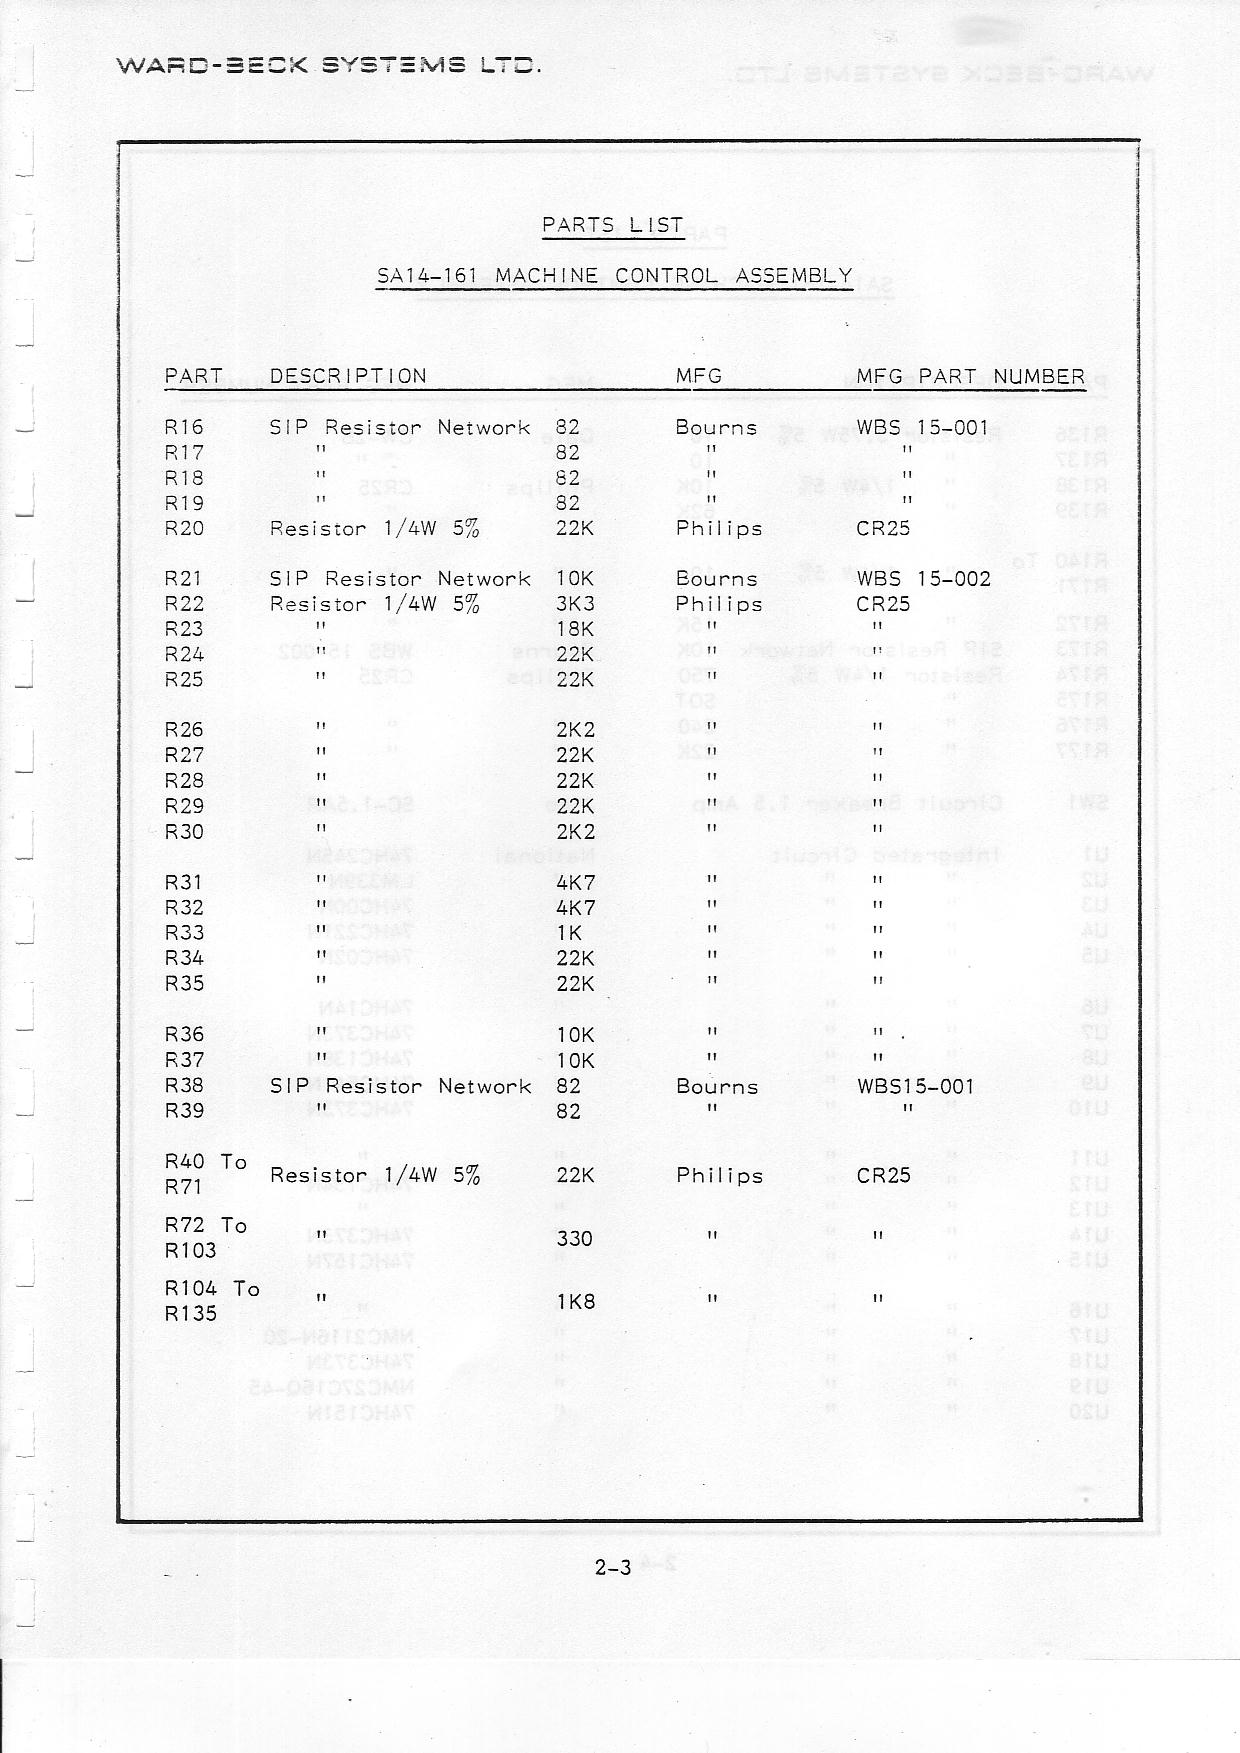 WARD-BECK SYSTEMS LTD.
PARTS LIST
SA14-161 MACHINE CONTROL ASSEMBLY
PART DESCRIPTION MFG MFG PART NUMBER
R16 SIP Resistor Network 82 Bourns WBS 15-001
R17 " 82 " "
R18 " 82 " "
R19 " 82 " "
R20 Resistor 1/4W 5% 22K Philips CR25
R21 SIP Resistor Network 10K Bourns WBS 15-002
R22 Resistor 1/4W 5% 3K3 Philips CR25
R23 " 18K " "
R24 " 22K " "
R25 " 22K " "
R26 " 2K2 " "
R27 " 22K " "
R28 " 22K " "
R29 " 22K " "
R30 " 2K2 " "
R31 " 4K7 " "
R32 " 4K7 " "
R33 " 1K " "
R34 " 22K " "
R35 " 22K " "
R36 " 10K " "
R37 " 10K " "
R38 SIP Resistor Network 82 Bourns WBS15-001
R39 " 82 " "
R40 To
R71 Resistor 1/4W 5% 22K Philips CR25
R72 To
R103 " 330 " "
R104 To
R135 " 1K8 " "
2-3